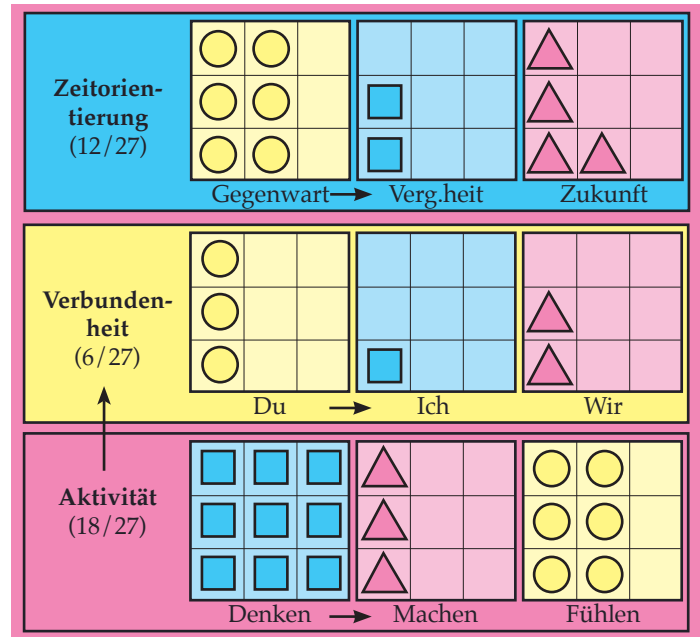 Zeitorien-
tierung
(12/27)
Gegenwart Verg.heit Zukunft
Verbunden-
heit
(6/27)
Du Ich Wir
Aktivität
(18/27)
Denken Machen Fühlen